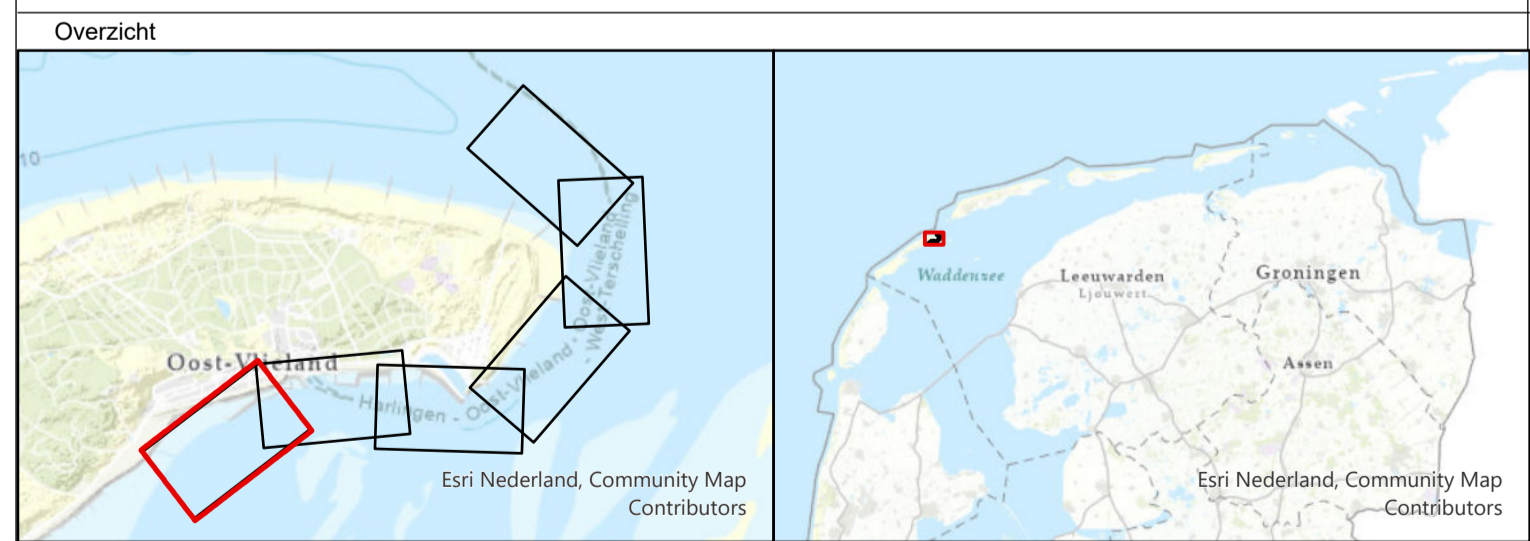 Overzicht
10
Oost-Vlieland
Harlingen - Oost-Vlieland
Oost-Vlieland
- West-Terschelling
Esri Nederland, Community Map
Contributors
Waddenzee
Leeuwarden
Ljouwert
Groningen
Assen
Esri Nederland, Community Map
Contributors